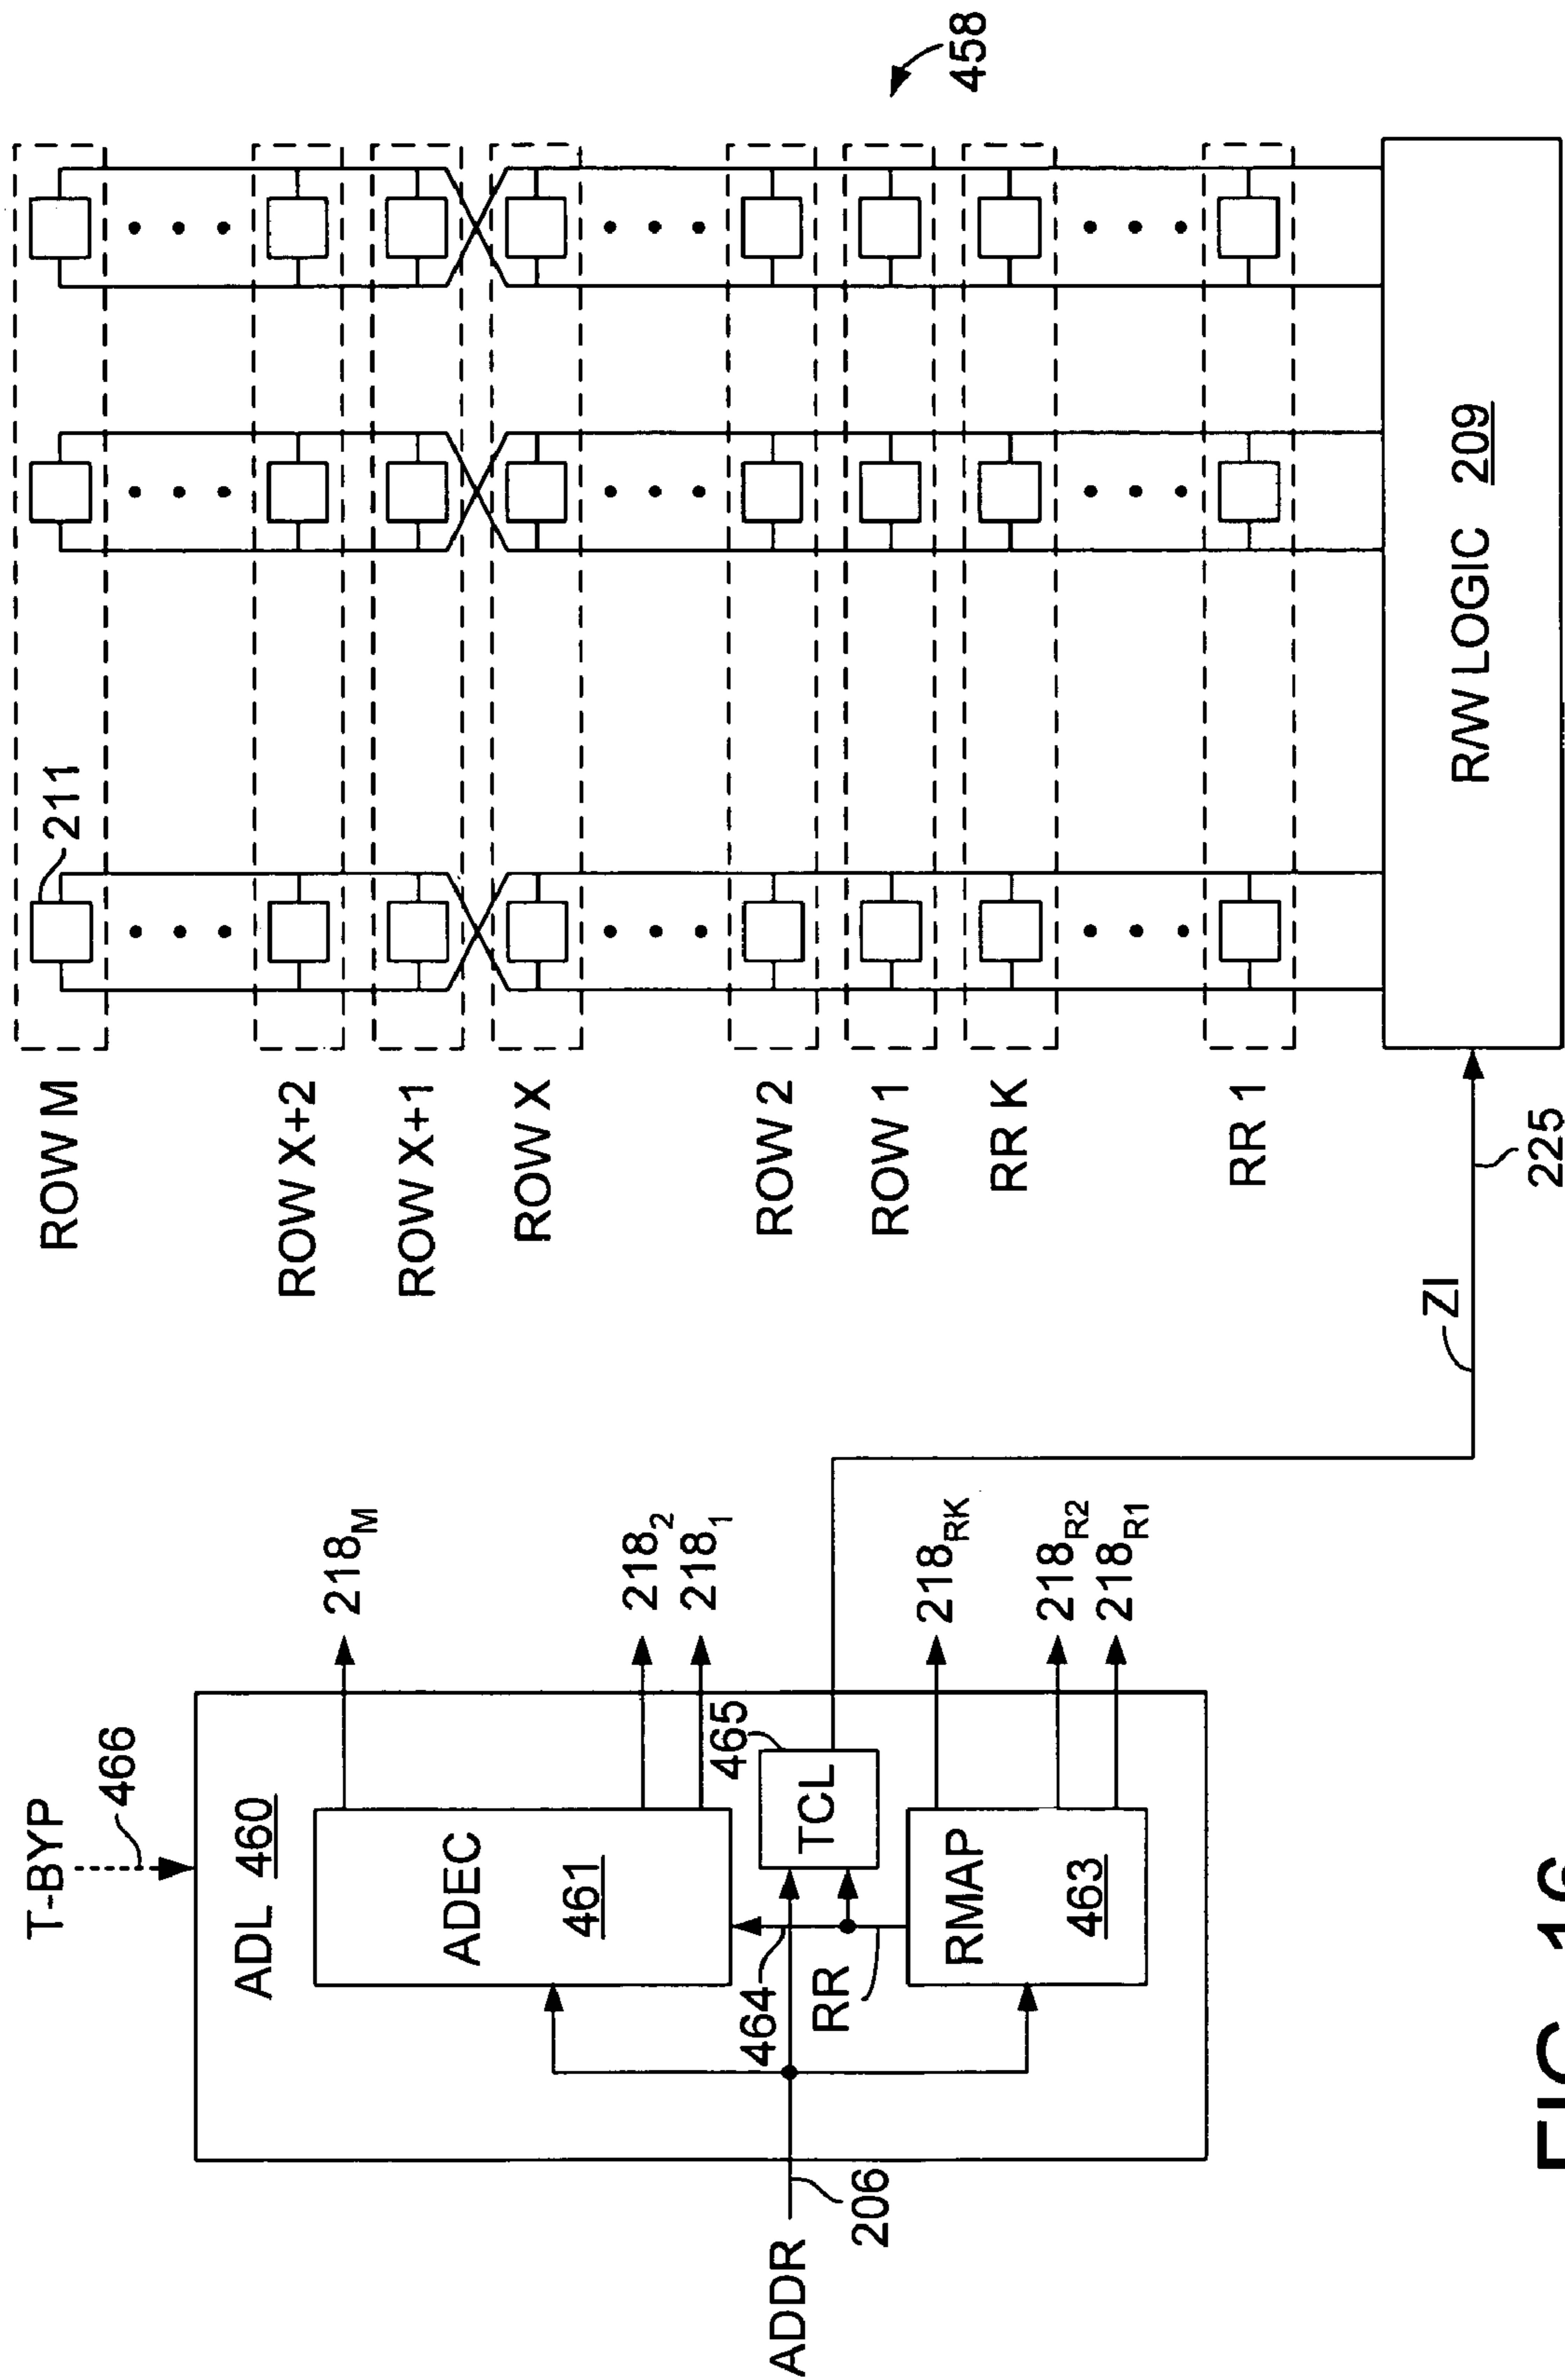 T-BYP
466
ADL 460
ADEC
461
464
RR
TCL
465
RMAP
463
ADDR
206
218M
2182
2181
218RK
218R2
218R1
ZI
225
ROW M
ROW X+2
ROW X+1
ROW X
ROW 2
ROW 1
RR K
RR 1
211
458
R/W LOGIC 209